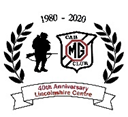 1980 - 2020
CAR
MG
CLUB
40th Anniversary
Lincolnshire Centre